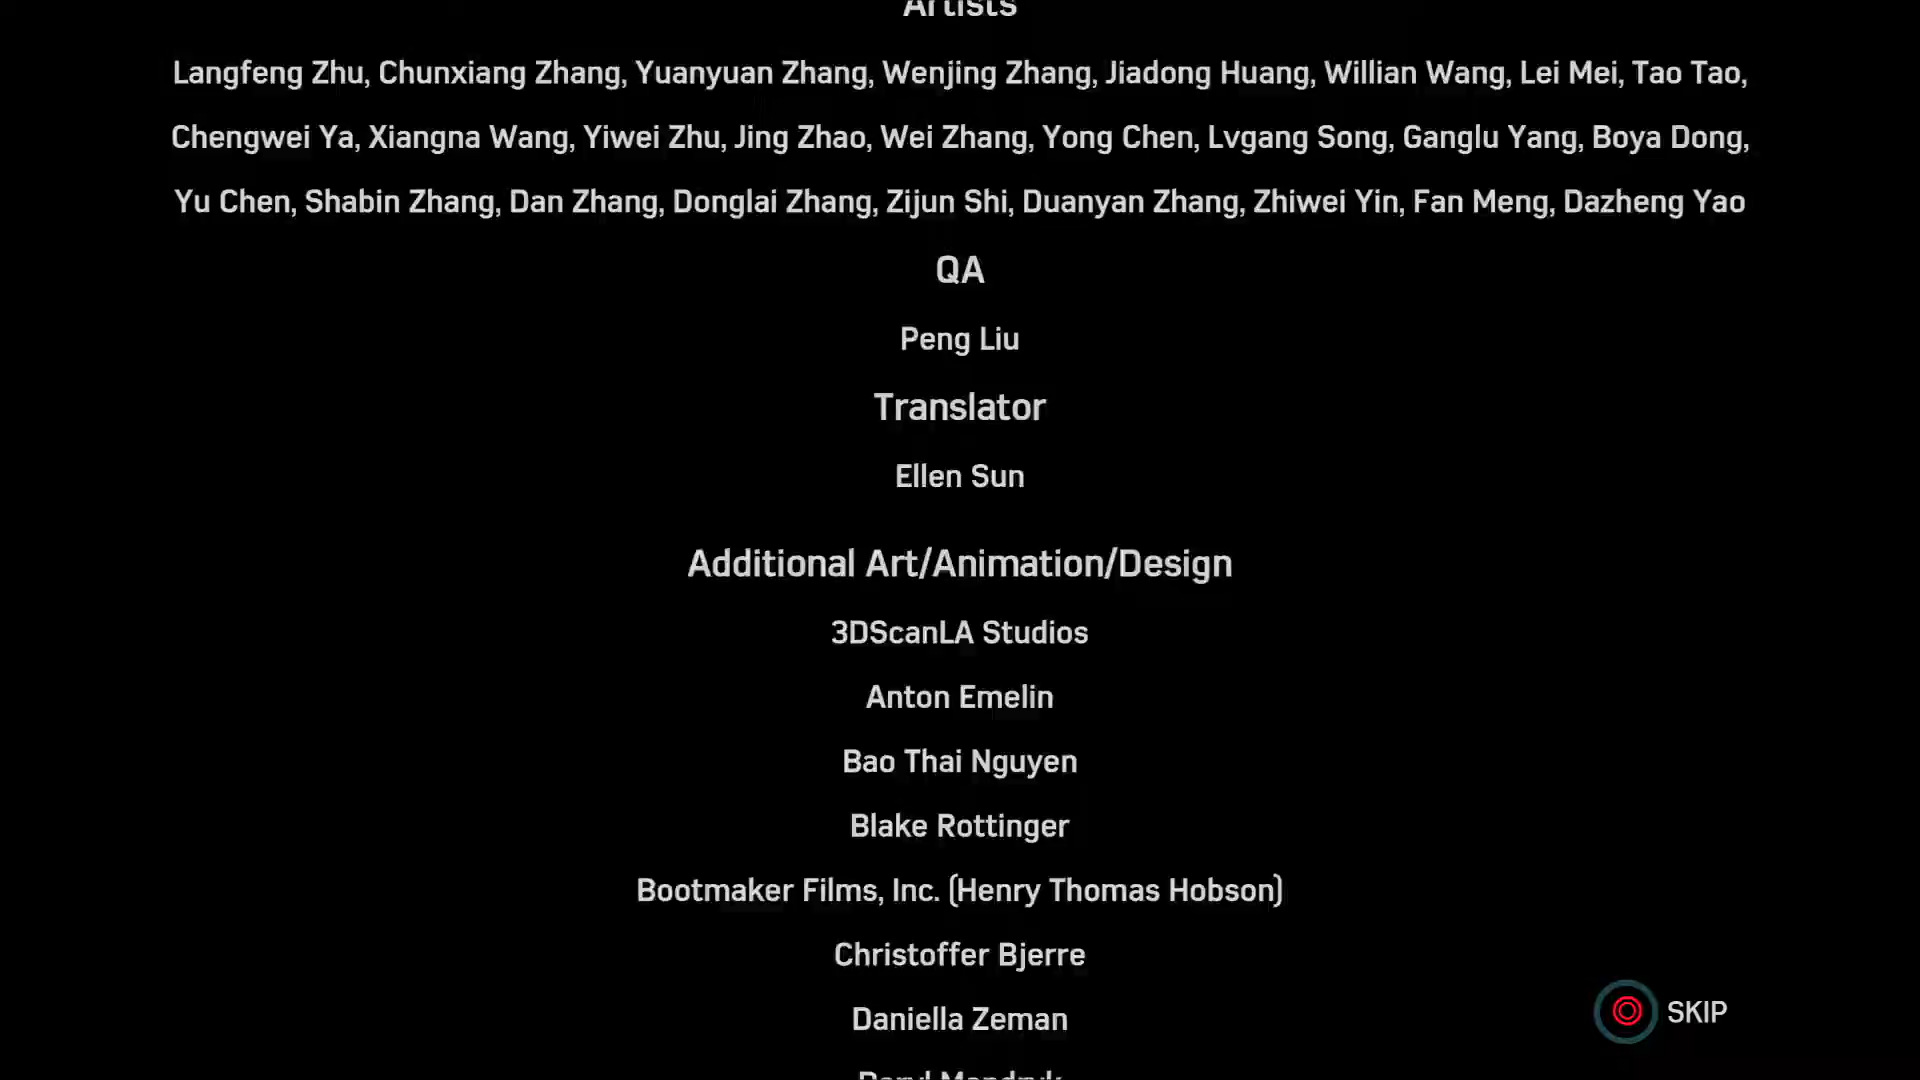 Artists
Langfeng Zhu, Chunxiang Zhang, Yuanyuan Zhang, Wenjing Zhang, Jiadong Huang, Willian Wang, Lei Mei, Tao Tao,
Chengwei Ya, Xiangna Wang, Yiwei Zhu, Jing Zhao, Wei Zhang, Yong Chen, Lvgang Song, Ganglu Yang, Boya Dong,
Yu Chen, Shabin Zhang, Dan Zhang, Donglai Zhang, Zijun Shi, Duanyan Zhang, Zhiwei Yin, Fan Meng, Dazheng Yao
QA
Peng Liu
Translator
Ellen Sun
Additional Art/Animation/Design
3DScanLA Studios
Anton Emelin
Bao Thai Nguyen
Blake Rottinger
Bootmaker Films, Inc. (Henry Thomas Hobson)
Christoffer Bjerre
Daniella Zeman
SKIP